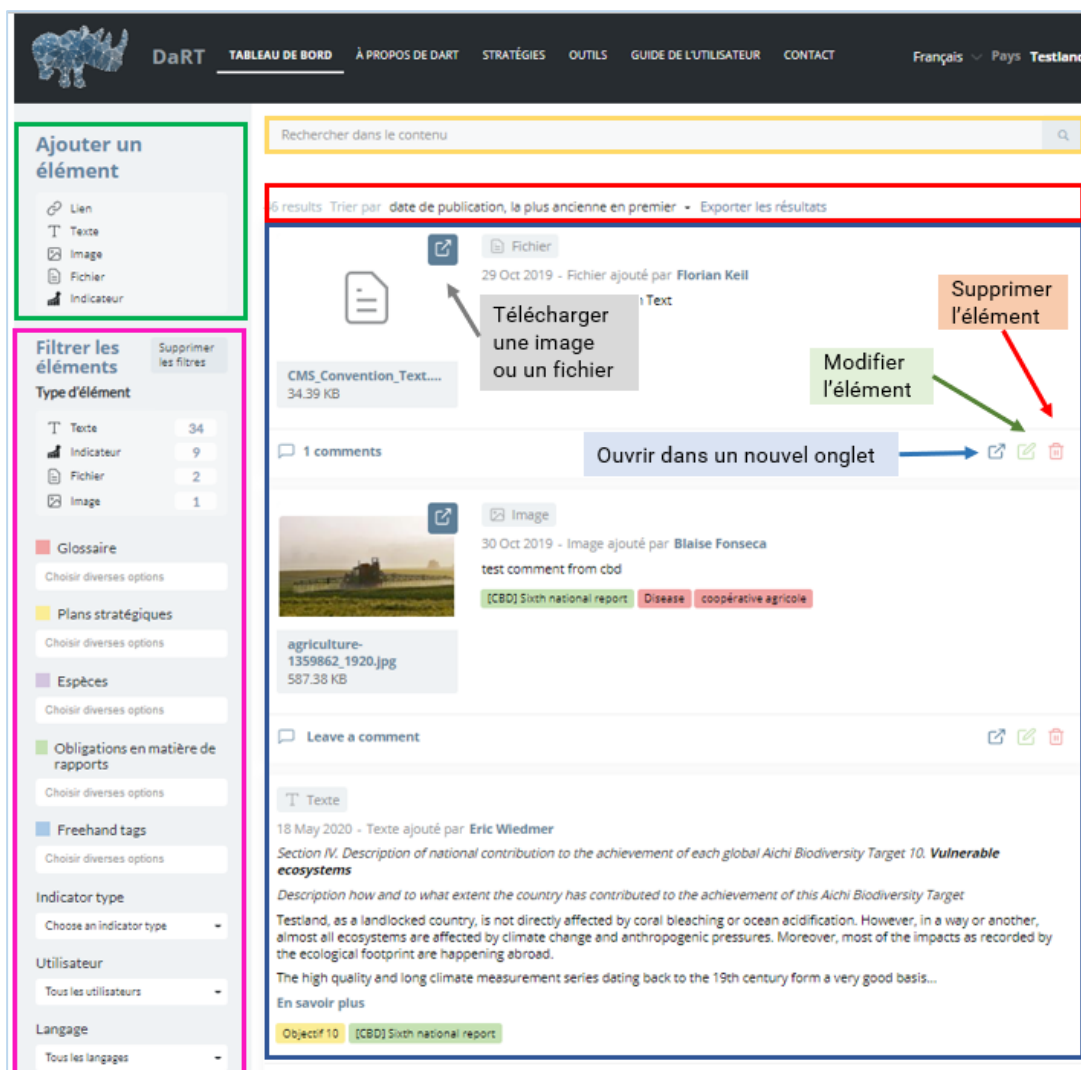 DaRT TABLEAU DE BORD À PROPOS DE DART STRATÉGIES OUTILS GUIDE DE L'UTILISATEUR CONTACT Français Pays Testland
Ajouter un
élément
Lien
Texte
Image
Fichier
Indicateur
Filtrer les
éléments
Supprimer
les filtres
Type d'élément
Texte 34
Indicateur 9
Fichier 2
Image 1
Glossaire
Choisir diverses options
Plans stratégiques
Choisir diverses options
Espèces
Choisir diverses options
Obligations en matière de
rapports
Choisir diverses options
Freehand tags
Choisir diverses options
Indicator type
Choose an indicator type
Utilisateur
Tous les utilisateurs
Langage
Tous les langages
Rechercher dans le contenu
6 results Trier par date de publication, la plus ancienne en premier Exporter les résultats
Fichier
29 Oct 2019 - Fichier ajouté par Florian Keil
Text
Télécharger
une image
ou un fichier
CMS_Convention_Text....
34.39 KB
Supprimer
l'élément
Modifier
l'élément
1 comments
Ouvrir dans un nouvel onglet
Image
30 Oct 2019 - Image ajouté par Blaise Fonseca
test comment from cbd
[CBD] Sixth national report Disease coopérative agricole
agriculture-
1359862_1920.jpg
587.38 KB
Leave a comment
Texte
18 May 2020 - Texte ajouté par Eric Wiedmer
Section IV. Description of national contribution to the achievement of each global Aichi Biodiversity Target 10. Vulnerable
ecosystems
Description how and to what extent the country has contributed to the achievement of this Aichi Biodiversity Target
Testland, as a landlocked country, is not directly affected by coral bleaching or ocean acidification. However, in a way or another,
almost all ecosystems are affected by climate change and anthropogenic pressures. Moreover, most of the impacts as recorded by
the ecological footprint are happening abroad.
The high quality and long climate measurement series dating back to the 19th century form a very good basis...
En savoir plus
Objectif 10 [CBD] Sixth national report